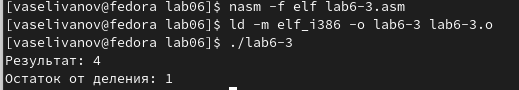 [vaselivanov@fedora lab06]$ nasm -f elf lab6-3.asm
[vaselivanov@fedora lab06]$ ld -m elf_i386 -o lab6-3 lab6-3.o
[vaselivanov@fedora lab06]$ ./lab6-3
Результат: 4
Остаток от деления: 1